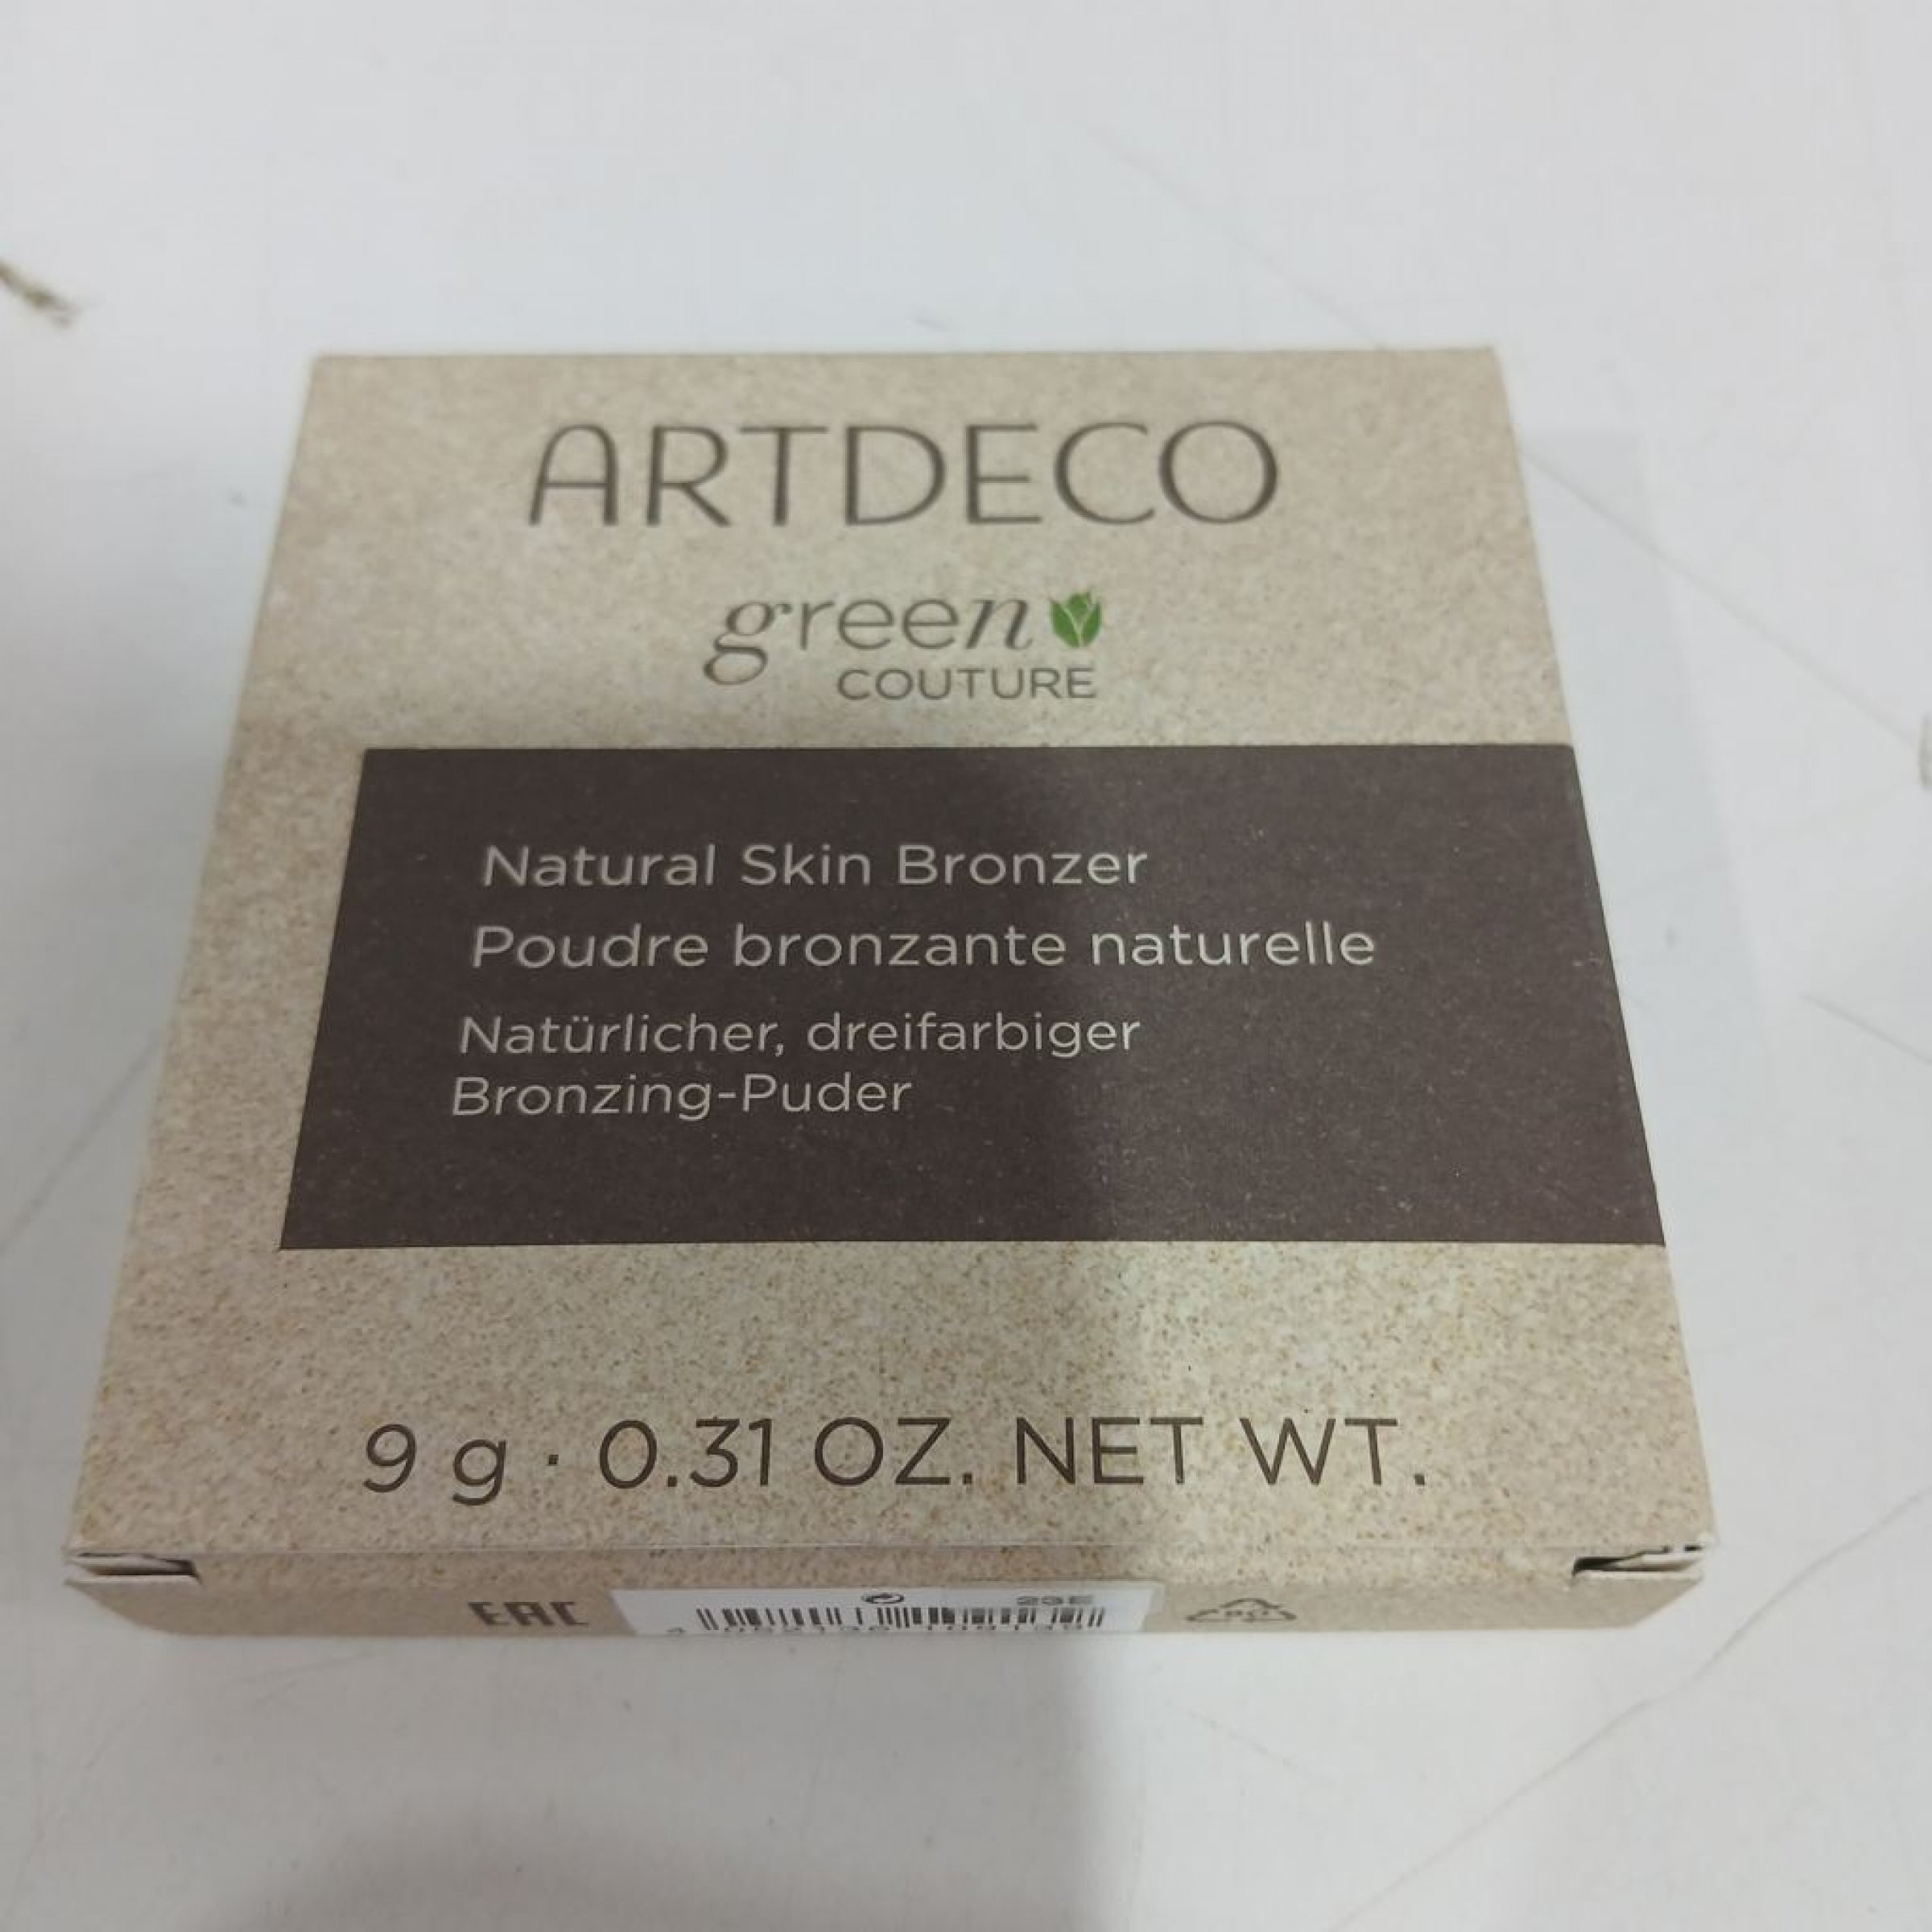 ARTDECO
green
COUTURE
Natural Skin Bronzer
Poudre bronzante naturelle
Natürlicher, dreifarbiger
Bronzing-Puder
9 g · 0.31 OZ. NET WT.
EAC
23E